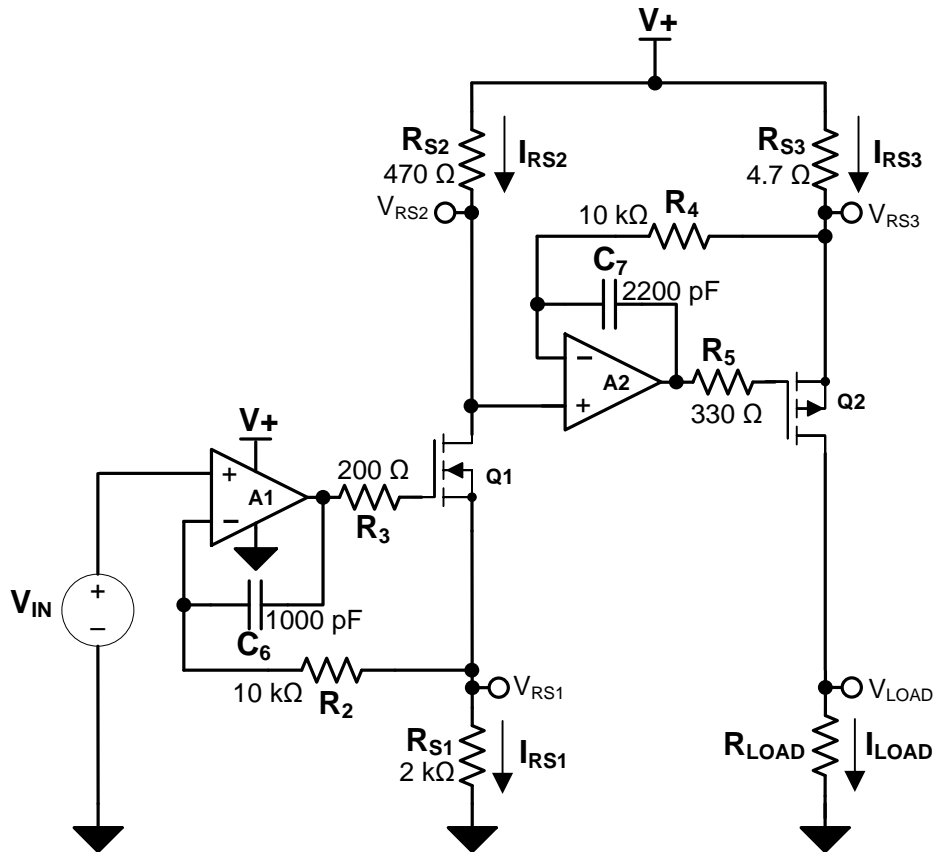 V+
RS2
470 Ω
IRS2
RS3
4.7 Ω
IRS3
VRS2
10 kΩ
R4
VRS3
C7
2200 pF
−
A2
+
R5
330 Ω
Q2
V+
+
A1
−
200 Ω
R3
Q1
VIN
+
−
1000 pF
C6
10 kΩ
R2
VRS1
VLOAD
RS1
2 kΩ
IRS1
RLOAD
ILOAD